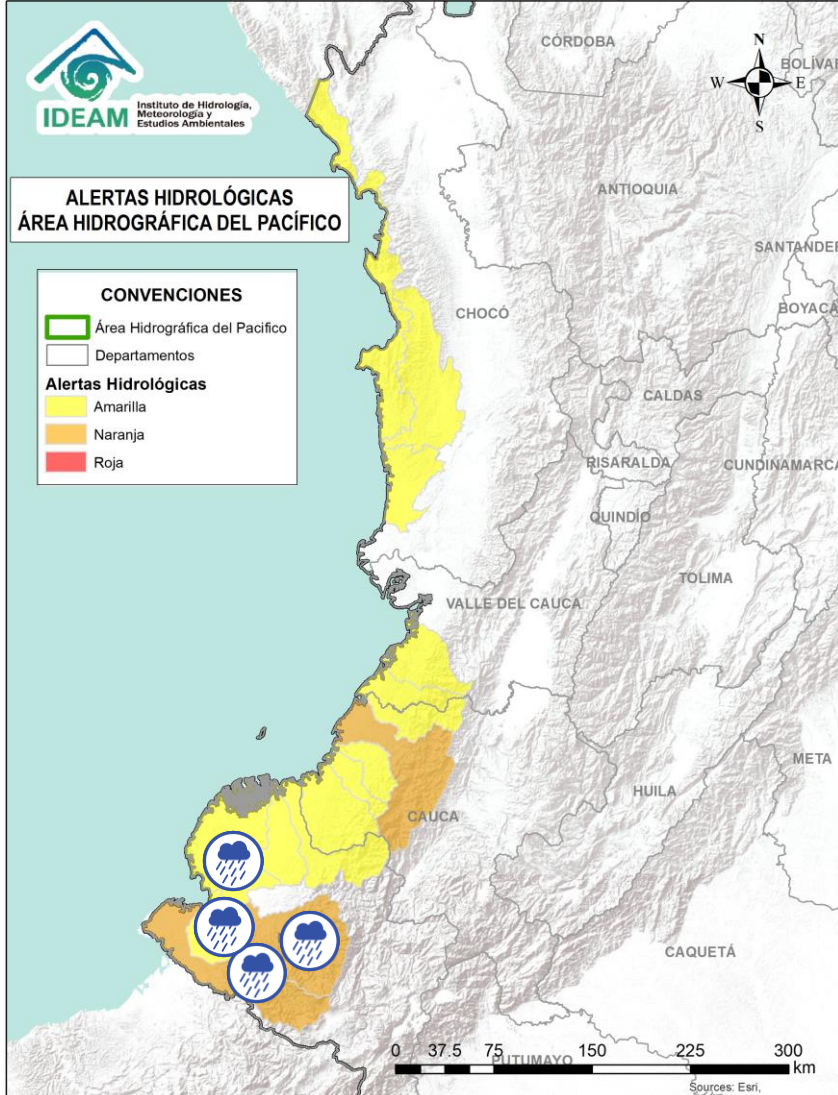 IDEAM
Instituto de Hidrología,
Meteorología y
Estudios Ambientales
ALERTAS HIDROLÓGICAS
ÁREA HIDROGRÁFICA DEL PACÍFICO
CONVENCIONES
Área Hidrográfica del Pacifico
Departamentos
Alertas Hidrológicas
Amarilla
Naranja
Roja
N
W
E
S
CÓRDOBA
BOLÍVAR
ANTIOQUIA
SANTANDER
BOYACA
CHOCÓ
CALDAS
RISARALDA
CUNDINAMARCA
QUINDÍO
TOLIMA
VALLE DEL CAUCA
META
HUILA
CAUCA
CAQUETÁ
PUTUMAYO
0 37.5 75 150 225 300
km
Sources: Esri,